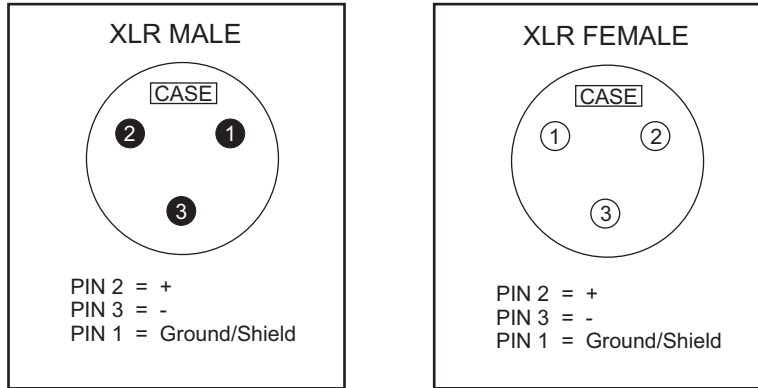 XLR MALE
CASE
2 1
3
PIN 2 = +
PIN 3 = -
PIN 1 = Ground/Shield
XLR FEMALE
CASE
1 2
3
PIN 2 = +
PIN 3 = -
PIN 1 = Ground/Shield